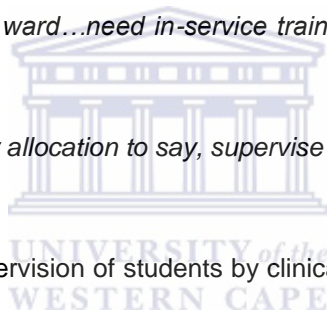 ward…need in-service train
allocation to say, supervise
ervision of students by clinica
UNIVERSITY of the
WESTERN CAPE